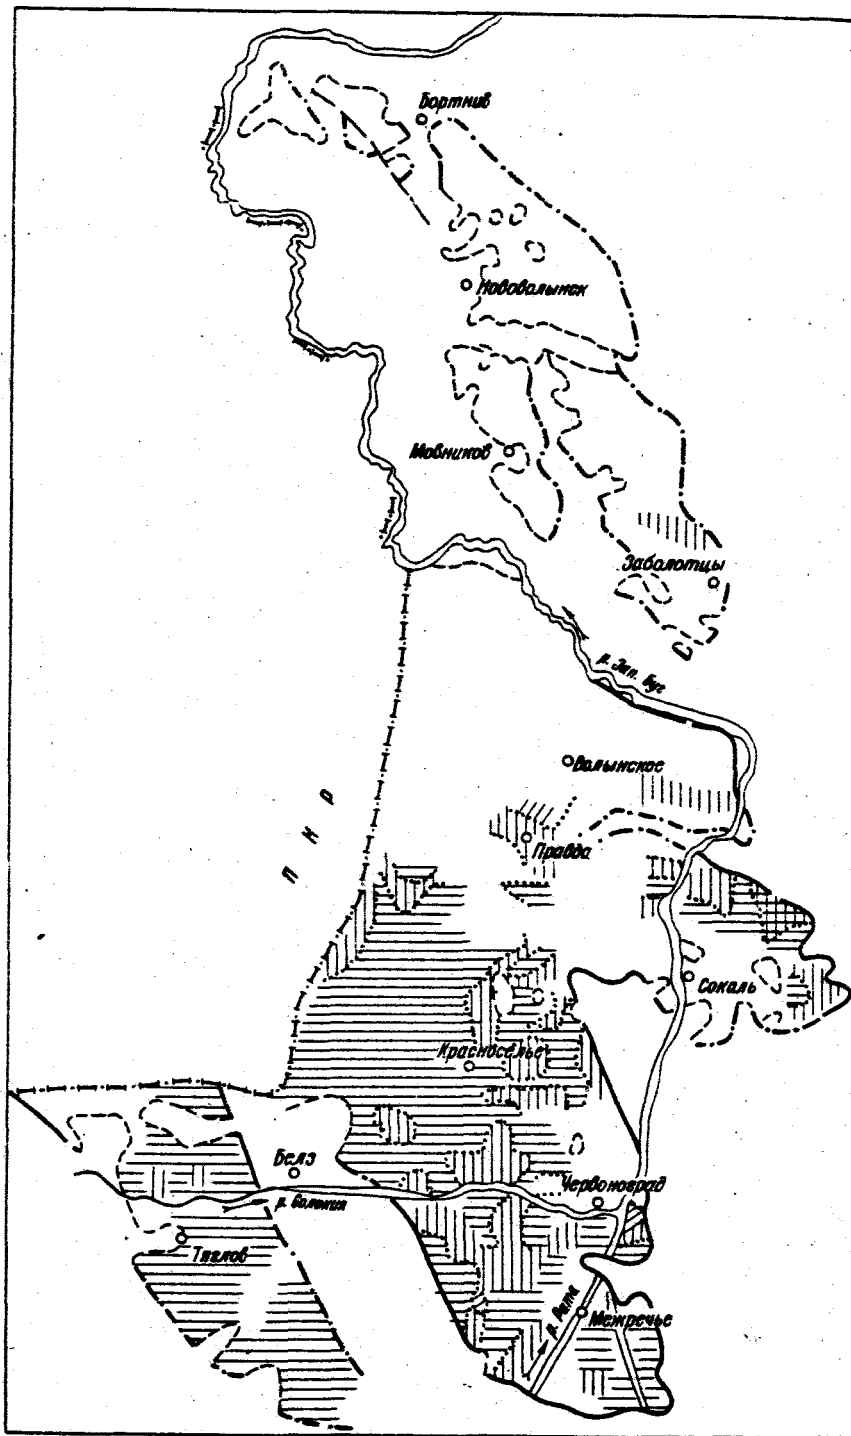 Бортнив
Нововолынск
Мовников
Заболотцы
р. Зап. Буг
Волынское
П Н Р
Правда
Сокаль
Красноселье
Белз
Червоноград
р. Солокия
Тяглов
р. Рата
Межречье